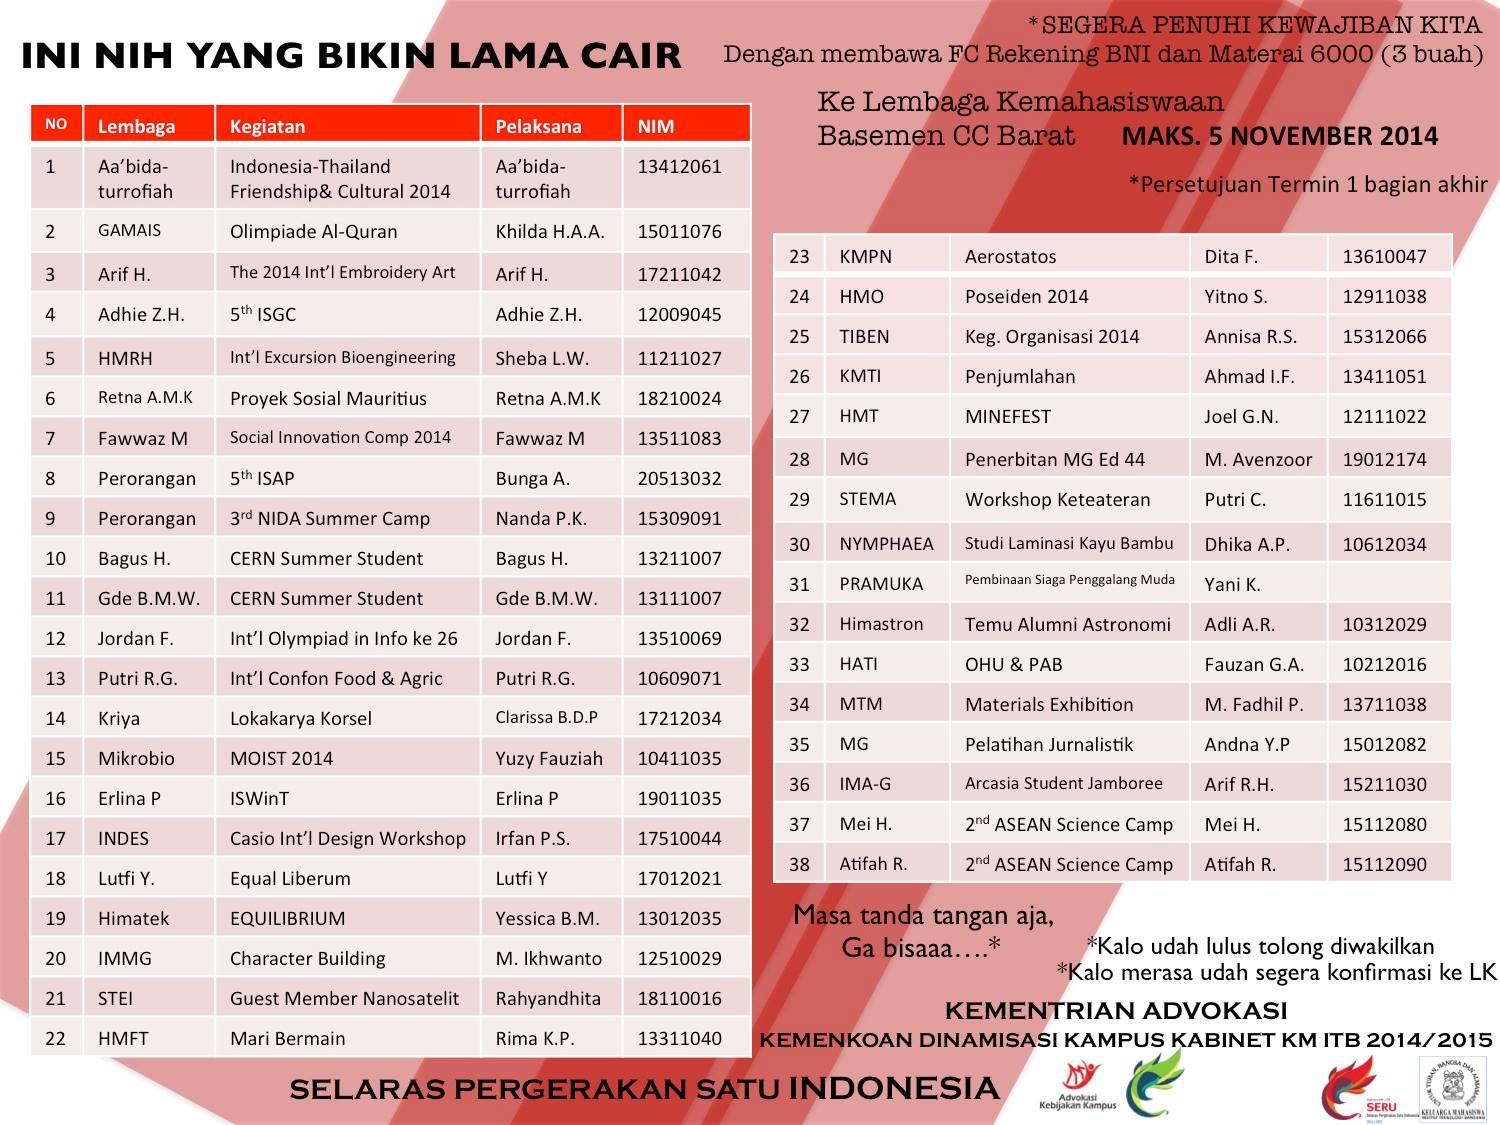 INI NIH YANG BIKIN LAMA CAIR
*SEGERA PENUHI KEWAJIBAN KITA
Dengan membawa FC Rekening BNI dan Materai 6000 (3 buah)
Ke Lembaga Kemahasiswaan
Basemen CC Barat MAKS. 5 NOVEMBER 2014
*Persetujuan Termin 1 bagian akhir
NO Lembaga Kegiatan Pelaksana NIM
1 Aa’bida-turrofiah Indonesia-Thailand Friendship& Cultural 2014 Aa’bida-turrofiah 13412061
2 GAMAIS Olimpiade Al-Quran Khilda H.A.A. 15011076
3 Arif H. The 2014 Int’l Embroidery Art Arif H. 17211042
4 Adhie Z.H. 5th ISGC Adhie Z.H. 12009045
5 HMRH Int’l Excursion Bioengineering Sheba L.W. 11211027
6 Retna A.M.K Proyek Sosial Mauritius Retna A.M.K 18210024
7 Fawwaz M Social Innovation Comp 2014 Fawwaz M 13511083
8 Perorangan 5th ISAP Bunga A. 20513032
9 Perorangan 3rd NIDA Summer Camp Nanda P.K. 15309091
10 Bagus H. CERN Summer Student Bagus H. 13211007
11 Gde B.M.W. CERN Summer Student Gde B.M.W. 13111007
12 Jordan F. Int’l Olympiad in Info ke 26 Jordan F. 13510069
13 Putri R.G. Int’l Confon Food & Agric Putri R.G. 10609071
14 Kriya Lokakarya Korsel Clarissa B.D.P 17212034
15 Mikrobio MOIST 2014 Yuzy Fauziah 10411035
16 Erlina P ISWinT Erlina P 19011035
17 INDES Casio Int’l Design Workshop Irfan P.S. 17510044
18 Lutfi Y. Equal Liberum Lutfi Y 17012021
19 Himatek EQUILIBRIUM Yessica B.M. 13012035
20 IMMG Character Building M. Ikhwanto 12510029
21 STEI Guest Member Nanosatelit Rahyandhita 18110016
22 HMFT Mari Bermain Rima K.P. 13311040
23 KMPN Aerostatos Dita F. 13610047
24 HMO Poseiden 2014 Yitno S. 12911038
25 TIBEN Keg. Organisasi 2014 Annisa R.S. 15312066
26 KMTI Penjumlahan Ahmad I.F. 13411051
27 HMT MINEFEST Joel G.N. 12111022
28 MG Penerbitan MG Ed 44 M. Avenzoor 19012174
29 STEMA Workshop Keteateran Putri C. 11611015
30 NYMPHAEA Studi Laminasi Kayu Bambu Dhika A.P. 10612034
31 PRAMUKA Pembinaan Siaga Penggalang Muda Yani K.
32 Himastron Temu Alumni Astronomi Adli A.R. 10312029
33 HATI OHU & PAB Fauzan G.A. 10212016
34 MTM Materials Exhibition M. Fadhil P. 13711038
35 MG Pelatihan Jurnalistik Andna Y.P 15012082
36 IMA-G Arcasia Student Jamboree Arif R.H. 15211030
37 Mei H. 2nd ASEAN Science Camp Mei H. 15112080
38 Atifah R. 2nd ASEAN Science Camp Atifah R. 15112090
Masa tanda tangan aja,
Ga bisaaa….*
*Kalo udah lulus tolong diwakilkan
*Kalo merasa udah segera konfirmasi ke LK
KEMENTRIAN ADVOKASI
KEMENKOAN DINAMISASI KAMPUS KABINET KM ITB 2014/2015
SELARAS PERGERAKAN SATU INDONESIA
Advokasi
Kebijakan Kampus
SERU
KELUARGA MAHASISWA